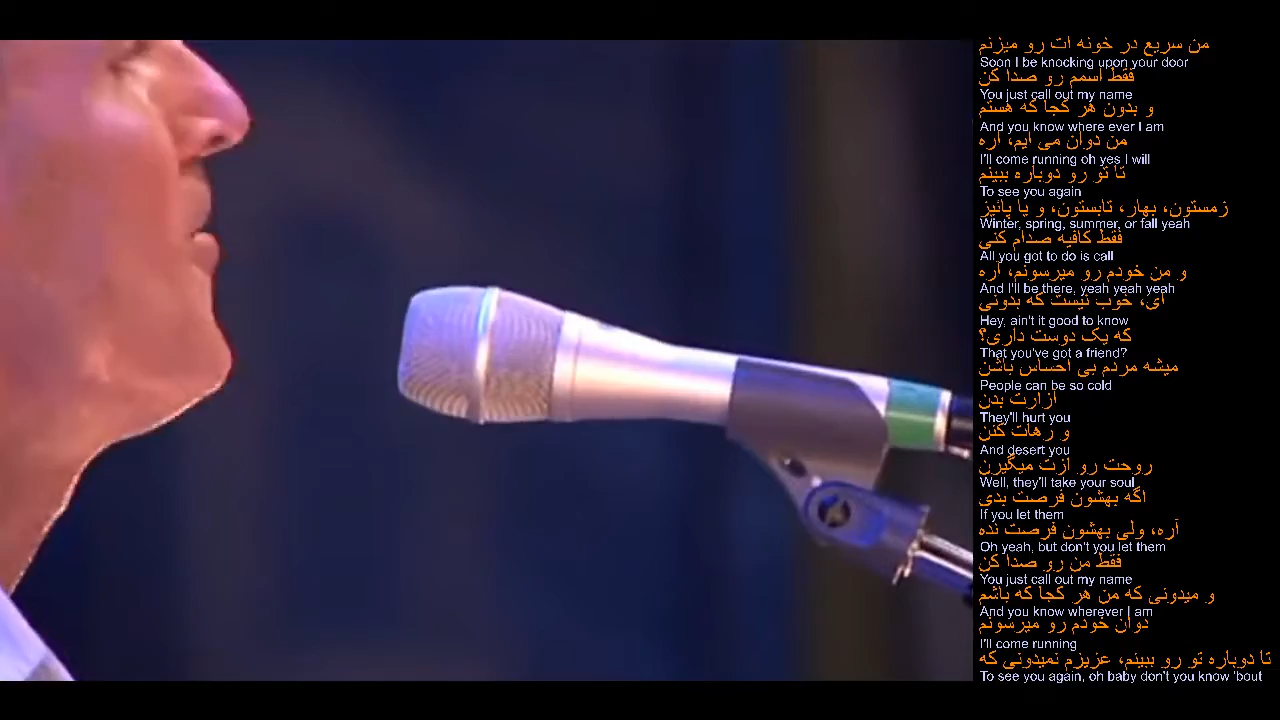 من سریع در خونه ات رو میزنم
Soon I be knocking upon your door
فقط اسمم رو صدا کن
You just call out my name
و بدون هر کجا که هستم
And you know where ever I am
من دوان می ایم، آره
I'll come running oh yes I will
تا تو رو دوباره ببینم
To see you again
زمستون، بهار، تابستون، و یا پائیز
Winter, spring, summer, or fall yeah
فقط کافیه صدام کنی
All you got to do is call
و من خودم رو میرسونم، آره
And I'll be there, yeah yeah yeah
ای، خوب نیست که بدونی
Hey, ain't it good to know
که یک دوست داری؟
That you've got a friend?
میشه مردم بی احساس باشن
People can be so cold
ازارت بدن
They'll hurt you
و رهات کنن
And desert you
روحت رو ازت میگیرن
Well, they'll take your soul
اگه بهشون فرصت بدی
If you let them
آره، ولی بهشون فرصت نده
Oh yeah, but don't you let them
فقط من رو صدا کن
You just call out my name
و میدونی که من هر کجا که باشم
And you know wherever I am
دوان خودم رو میرسونم
I'll come running
تا دوباره تو رو ببینم، عزیزم نمیدونی که
To see you again, oh baby don't you know 'bout